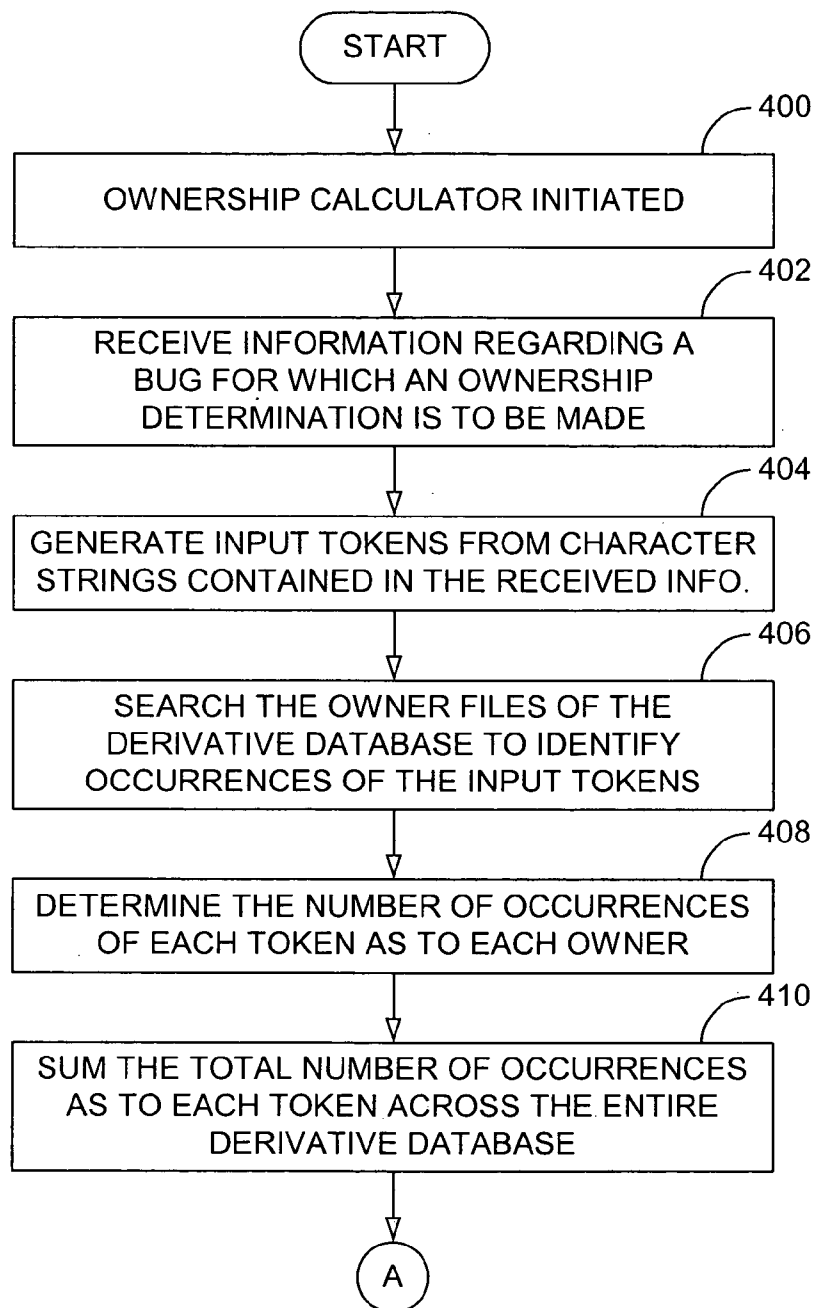 START
400
OWNERSHIP CALCULATOR INITIATED
402
RECEIVE INFORMATION REGARDING A
BUG FOR WHICH AN OWNERSHIP
DETERMINATION IS TO BE MADE
404
GENERATE INPUT TOKENS FROM CHARACTER
STRINGS CONTAINED IN THE RECEIVED INFO.
406
SEARCH THE OWNER FILES OF THE
DERIVATIVE DATABASE TO IDENTIFY
OCCURRENCES OF THE INPUT TOKENS
408
DETERMINE THE NUMBER OF OCCURRENCES
OF EACH TOKEN AS TO EACH OWNER
410
SUM THE TOTAL NUMBER OF OCCURRENCES
AS TO EACH TOKEN ACROSS THE ENTIRE
DERIVATIVE DATABASE
A